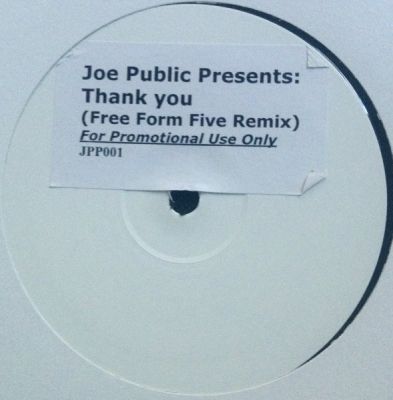 Joe Public Presents:
Thank you
(Free Form Five Remix)
For Promotional Use Only
JPP001